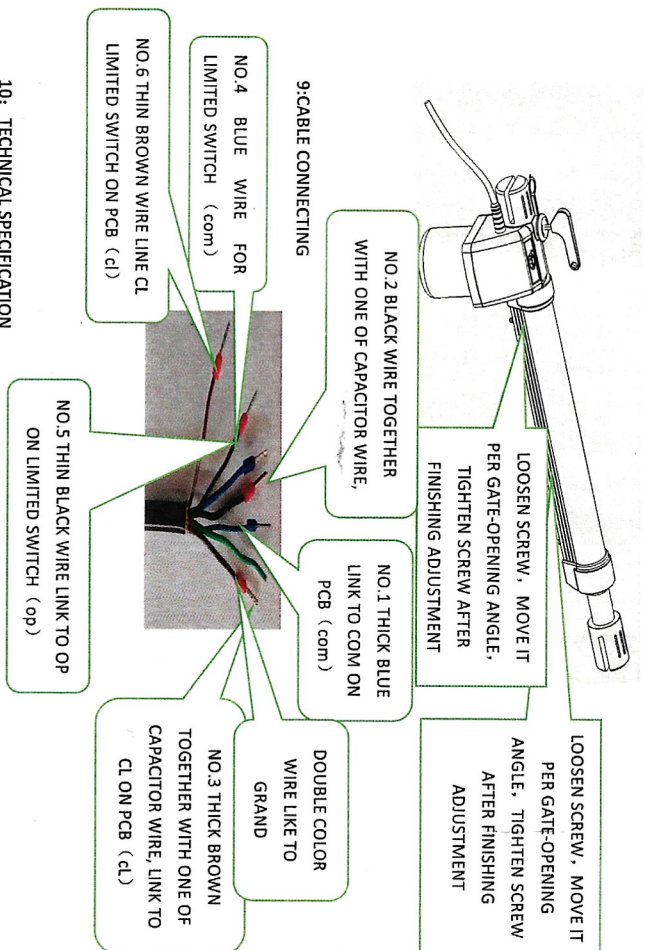 LOOSEN SCREW, MOVE IT
PER GATE-OPENING
ANGLE, TIGHTEN SCREW
AFTER FINISHING
ADJUSTMENT
LOOSEN SCREW, MOVE IT
PER GATE-OPENING ANGLE,
TIGHTEN SCREW AFTER
FINISHING ADJUSTMENT
9:CABLE CONNECTING
NO.2 BLACK WIRE TOGETHER
WITH ONE OF CAPACITOR WIRE,
NO.4 BLUE WIRE FOR
LIMITED SWITCH (com)
NO.6 THIN BROWN WIRE LINE CL
LIMITED SWITCH ON PCB (cl)
NO.1 THICK BLUE
LINK TO COM ON
PCB (com)
DOUBLE COLOR
WIRE LIKE TO
GRAND
NO.3 THICK BROWN
TOGETHER WITH ONE OF
CAPACITOR WIRE, LINK TO
CL ON PCB (cL)
NO.5 THIN BLACK WIRE LINK TO OP
ON LIMITED SWITCH (op)
10: TECHNICAL SPECIFICATION